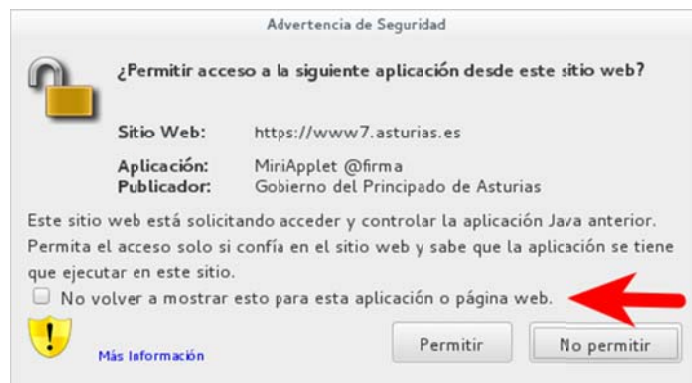 Advertencia de Seguridad
¿Permitir acceso a la siguiente aplicación desde este sitio web?
Sitio Web: https://www7.asturias.es
Aplicación: MiniApplet @firma
Publicador: Gobierno del Principado de Asturias
Este sitio web está solicitando acceder y controlar la aplicación Java anterior.
Permita el acceso solo si confía en el sitio web y sabe que la aplicación se tiene
que ejecutar en este sitio.
No volver a mostrar esto para esta aplicación o página web.
Más Información
Permitir
No permitir